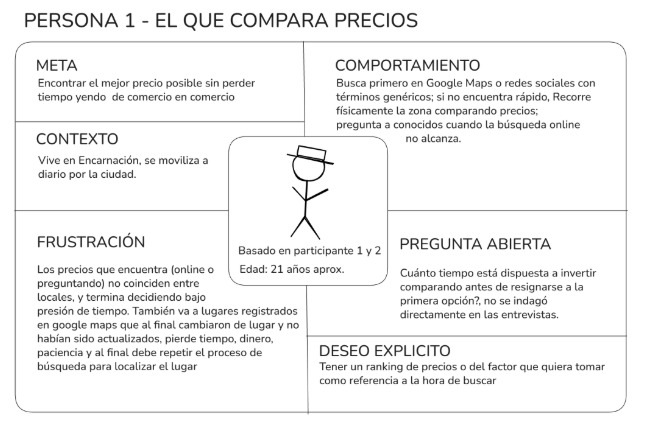 PERSONA 1 - EL QUE COMPARA PRECIOS
META
Encontrar el mejor precio posible sin perder
tiempo yendo de comercio en comercio
CONTEXTO
Vive en Encarnación, se moviliza a
diario por la ciudad.
COMPORTAMIENTO
Busca primero en Google Maps o redes sociales con
términos genéricos; si no encuentra rápido, Recorre
físicamente la zona comparando precios;
pregunta a conocidos cuando la búsqueda online
no alcanza.
Basado en participante 1 y 2
Edad: 21 años aprox.
FRUSTRACIÓN
Los precios que encuentra (online o
preguntando) no coinciden entre
locales, y termina decidiendo bajo
presión de tiempo. También va a lugares registrados
en google maps que al final cambiaron de lugar y no
habían sido actualizados, pierde tiempo, dinero,
paciencia y al final debe repetir el proceso de
búsqueda para localizar el lugar
PREGUNTA ABIERTA
Cuánto tiempo está dispuesta a invertir
comparando antes de resignarse a la
primera opción?, no se indagó
directamente en las entrevistas.
DESEO EXPLICITO
Tener un ranking de precios o del factor que quiera tomar
como referencia a la hora de buscar